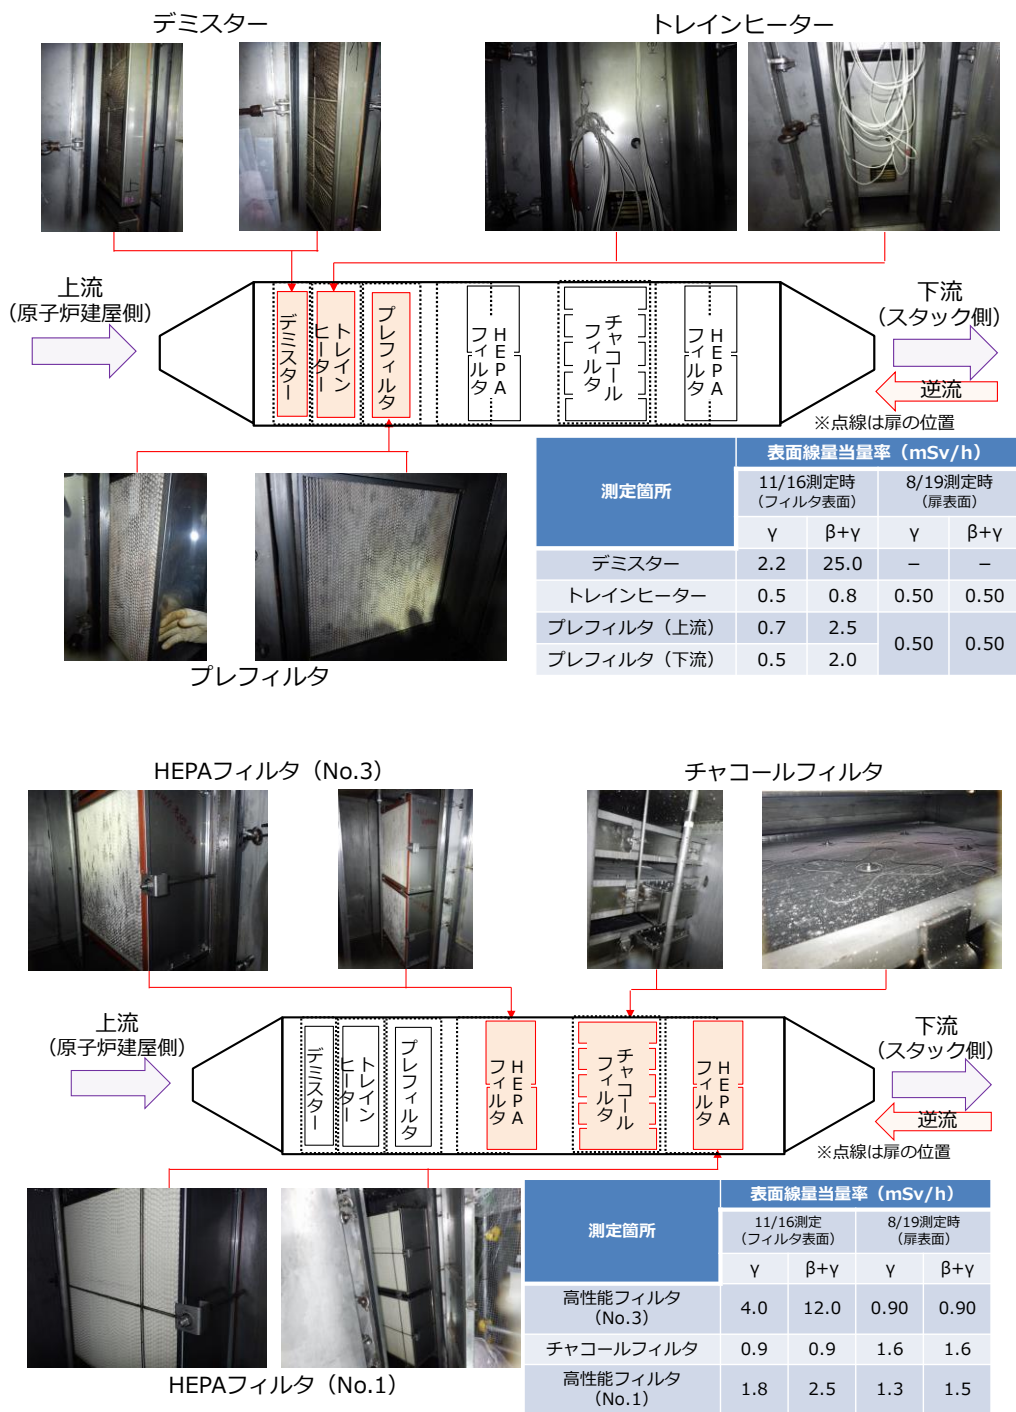 デミスター
トレインヒーター
上流
（原子炉建屋側）
デミスター
トレイン
ヒーター
プレフィルタ
HEPA
フィルタ
チャコール
フィルタ
HEPA
フィルタ
下流
（スタック側）
逆流
※点線は扉の位置
プレフィルタ
測定箇所
表面線量当量率（mSv/h）
11/16測定時
（フィルタ表面）
8/19測定時
（扉表面）
γ β+γ γ β+γ
デミスター 2.2 25.0 － －
トレインヒーター 0.5 0.8 0.50 0.50
プレフィルタ（上流） 0.7 2.5 0.50 0.50
プレフィルタ（下流） 0.5 2.0
HEPAフィルタ（No.3）
チャコールフィルタ
上流
（原子炉建屋側）
デミスター
トレイン
ヒーター
プレフィルタ
HEPA
フィルタ
チャコール
フィルタ
HEPA
フィルタ
下流
（スタック側）
逆流
※点線は扉の位置
HEPAフィルタ（No.1）
測定箇所
表面線量当量率（mSv/h）
11/16測定
（フィルタ表面）
8/19測定時
（扉表面）
γ β+γ γ β+γ
高性能フィルタ
（No.3） 4.0 12.0 0.90 0.90
チャコールフィルタ 0.9 0.9 1.6 1.6
高性能フィルタ
（No.1） 1.8 2.5 1.3 1.5